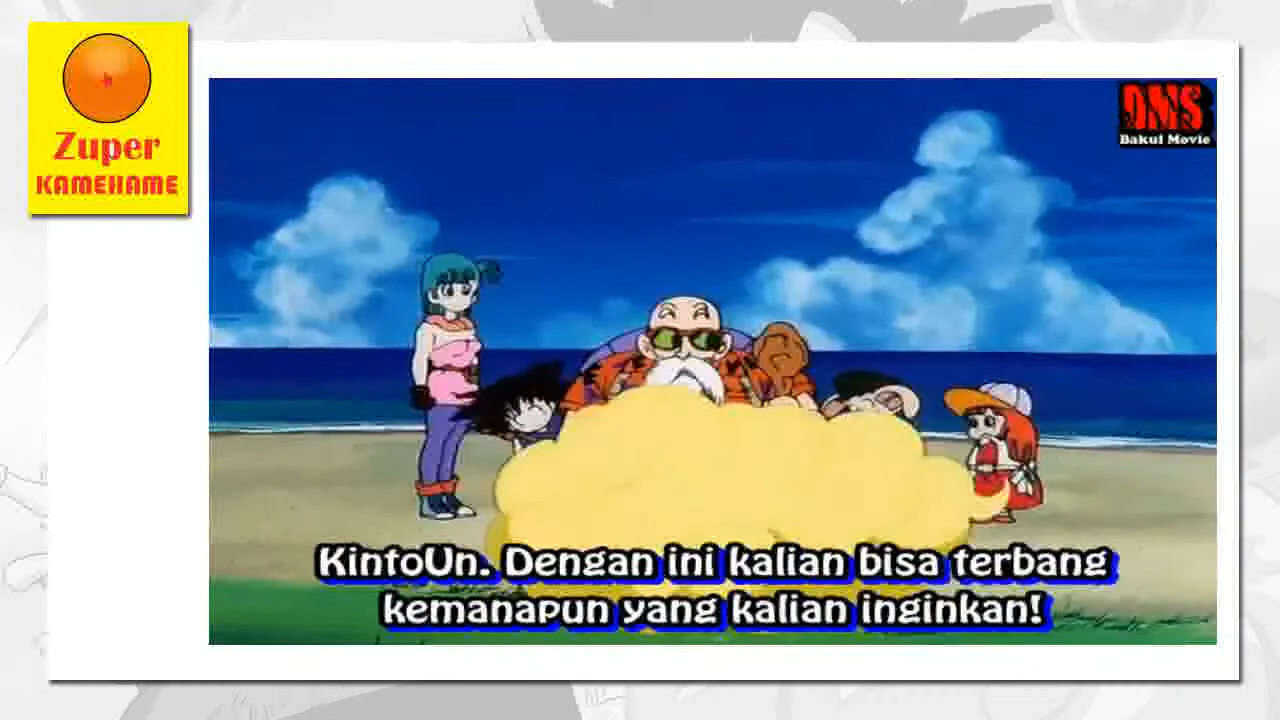 Zuper
KAMEHAME
DMS
Bakul Movie
KintoUn. Dengan ini kalian bisa terbang
kemanapun yang kalian inginkan!